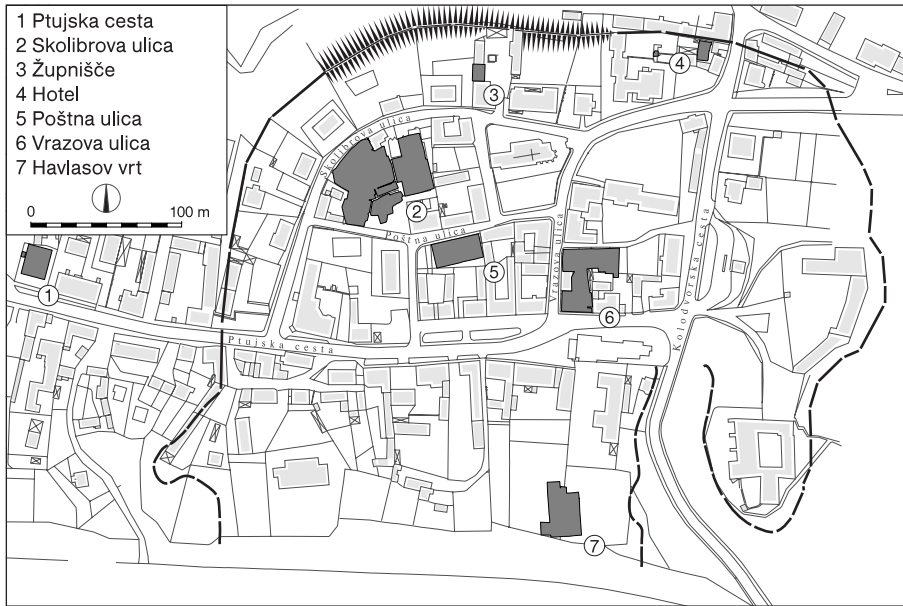 1 Ptujska cesta
2 Skolibrova ulica
3 Župnišče
4 Hotel
5 Poštna ulica
6 Vrazova ulica
7 Havlasov vrt
0 100 m
4
3
Skolibrova ulica
2
Poštna ulica
5
Vrazova ulica
Kolodvorska cesta
1
6
Ptujska cesta
7